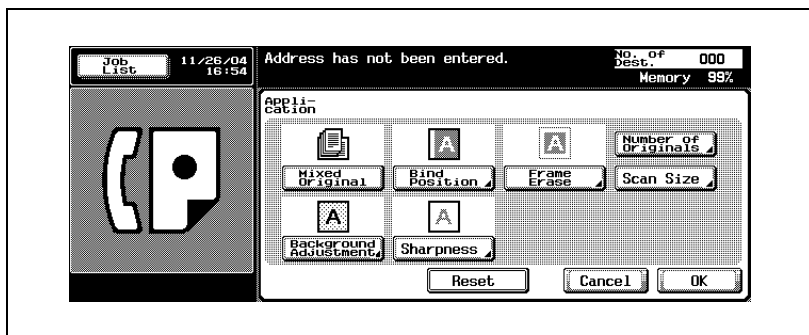 Job
List
11/26/04
16:54
Address has not been entered.
No. of
Dest.
000
Memory 99%
Appli-
cation
Mixed
Original
Bind
Position
Frame
Erase
Number of
Originals
Scan Size
Background
Adjustment
Sharpness
Reset
Cancel
OK